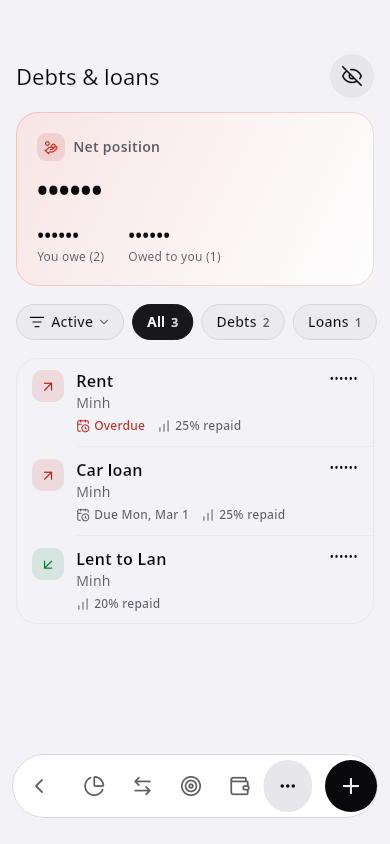 Debts & loans
Net position
••••••
•••••• ••••••
You owe (2) Owed to you (1)
Active All 3 Debts 2 Loans 1
Rent ••••••
Minh
Overdue 25% repaid
Car loan ••••••
Minh
Due Mon, Mar 1 25% repaid
Lent to Lan ••••••
Minh
20% repaid